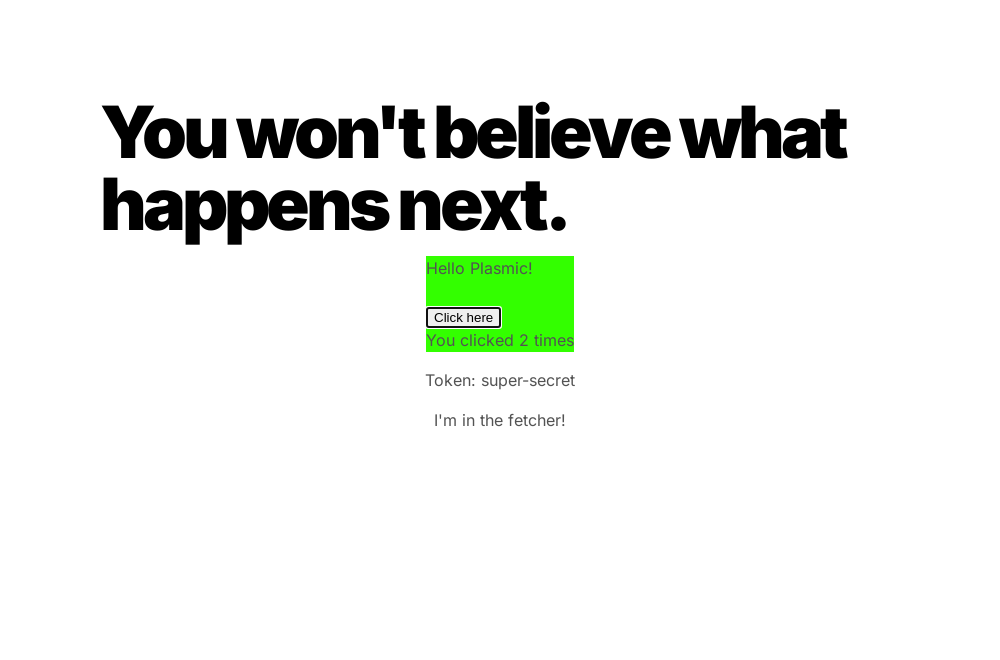 You won't believe what
happens next.
Hello Plasmic!
Click here
You clicked 2 times
Token: super-secret
I'm in the fetcher!